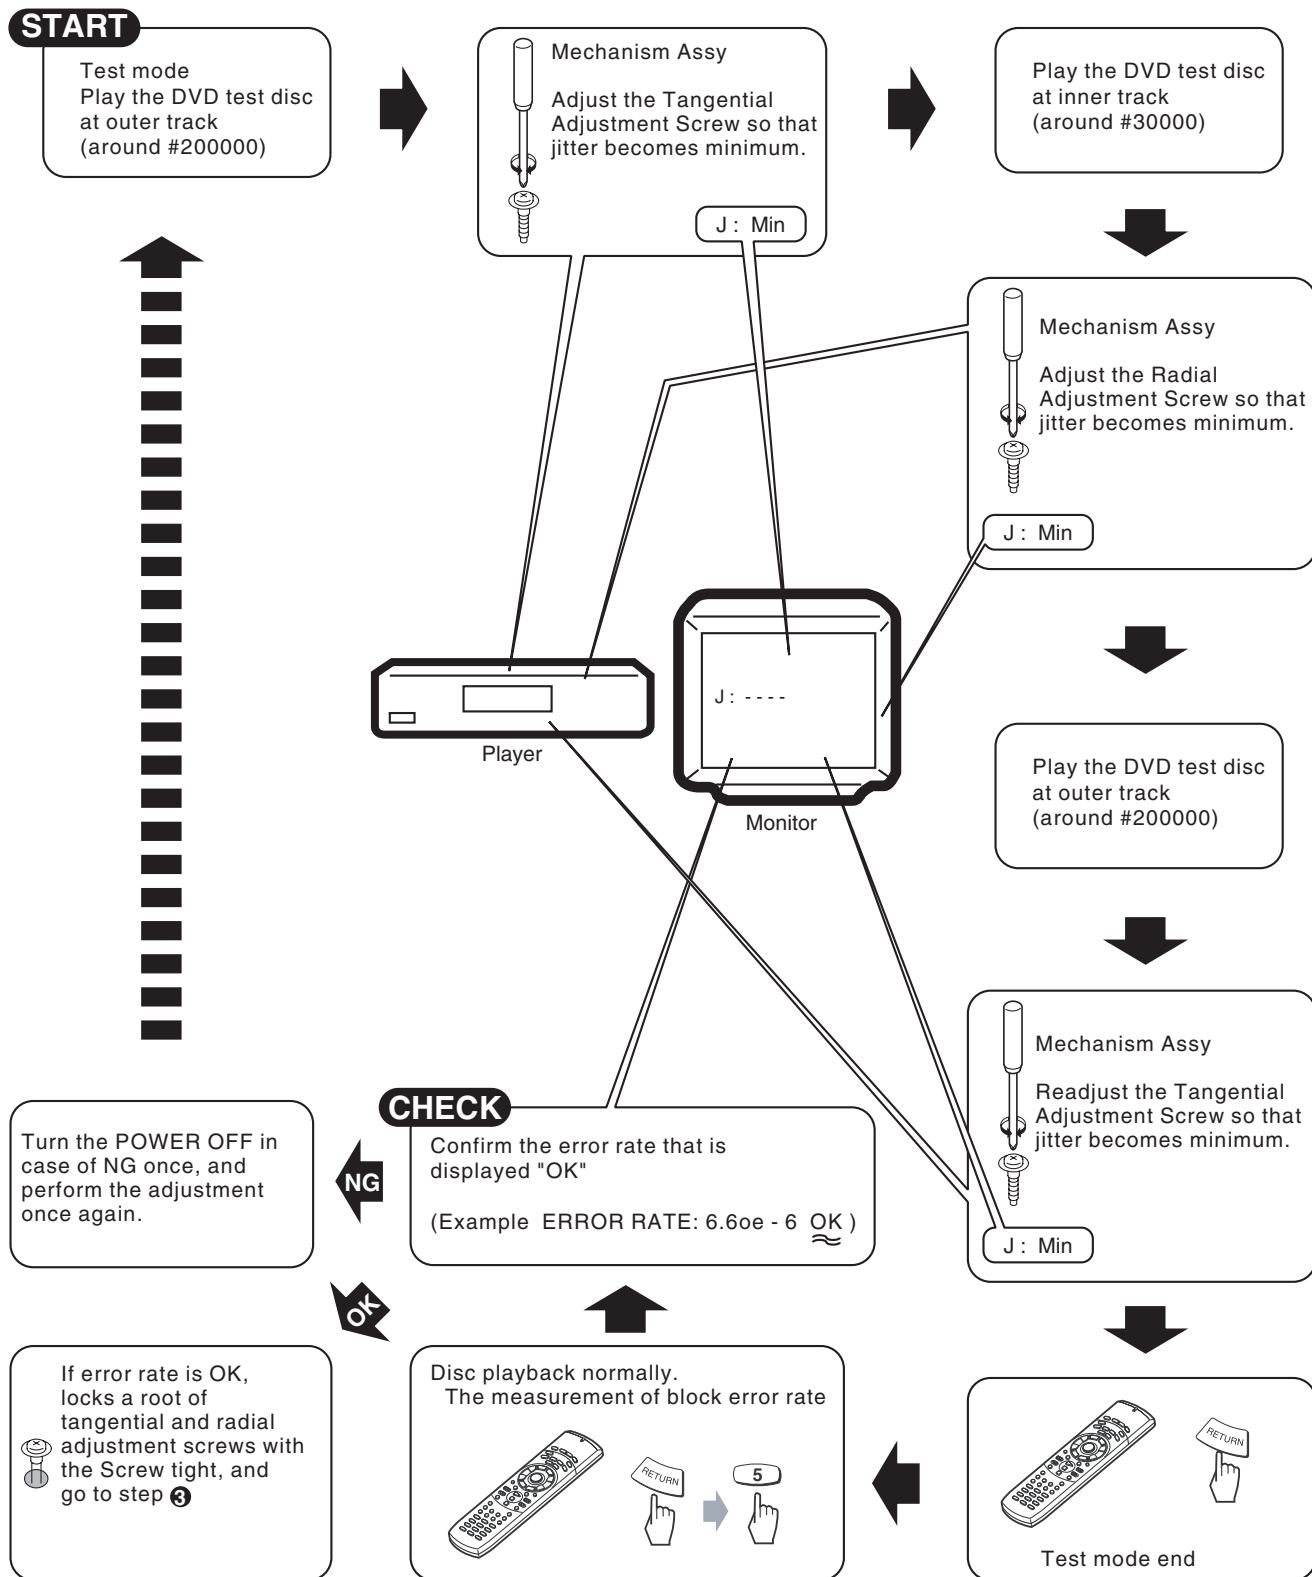 START
Test mode
Play the DVD test disc
at outer track
(around #200000)
Mechanism Assy
Adjust the Tangential
Adjustment Screw so that
jitter becomes minimum.
J : Min
Play the DVD test disc
at inner track
(around #30000)
Mechanism Assy
Adjust the Radial
Adjustment Screw so that
jitter becomes minimum.
J : Min
J : - - - -
Player
Monitor
Play the DVD test disc
at outer track
(around #200000)
Mechanism Assy
Readjust the Tangential
Adjustment Screw so that
jitter becomes minimum.
J : Min
RETURN
Test mode end
Disc playback normally.
The measurement of block error rate
RETURN
5
CHECK
Confirm the error rate that is
displayed "OK"
(Example ERROR RATE: 6.6oe - 6 OK )
NG
Turn the POWER OFF in
case of NG once, and
perform the adjustment
once again.
OK
If error rate is OK,
locks a root of
tangential and radial
adjustment screws with
the Screw tight, and
go to step ❸